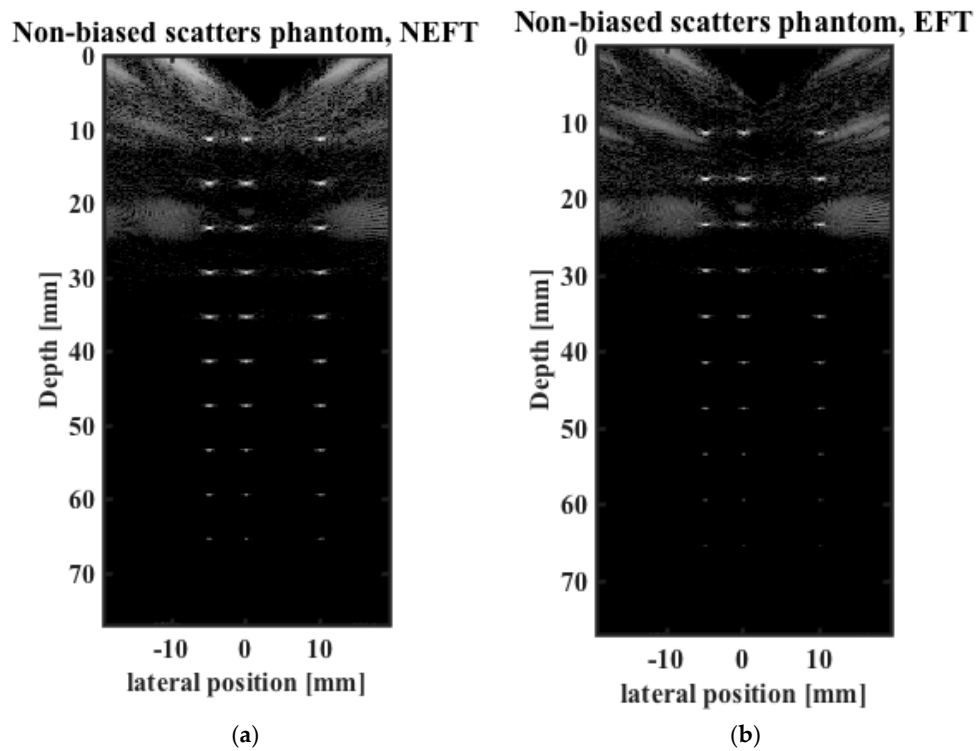 Non-biased scatters phantom, NEFT
0
10
20
30
40
50
60
70
Depth [mm]
-10 0 10
lateral position [mm]
(a)
Non-biased scatters phantom, EFT
0
10
20
30
40
50
60
70
Depth [mm]
-10 0 10
lateral position [mm]
(b)